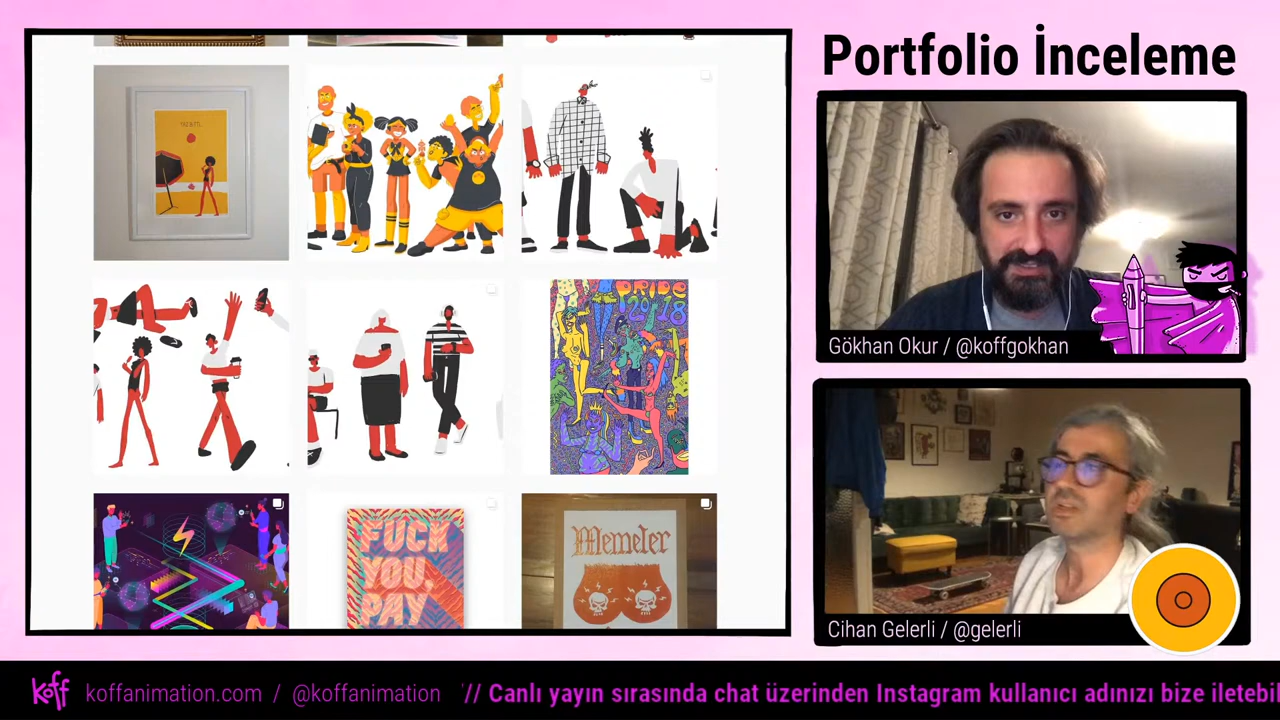 Portfolio İnceleme
PRIDE
2018
FUCK
YOU,
PAY
Memeler
Gökhan Okur / @koffgokhan
Cihan Gelerli / @gelerli
koff koffanimation.com / @koffanimation '// Canlı yayın sırasında chat üzerinden Instagram kullanıcı adınızı bize iletebil